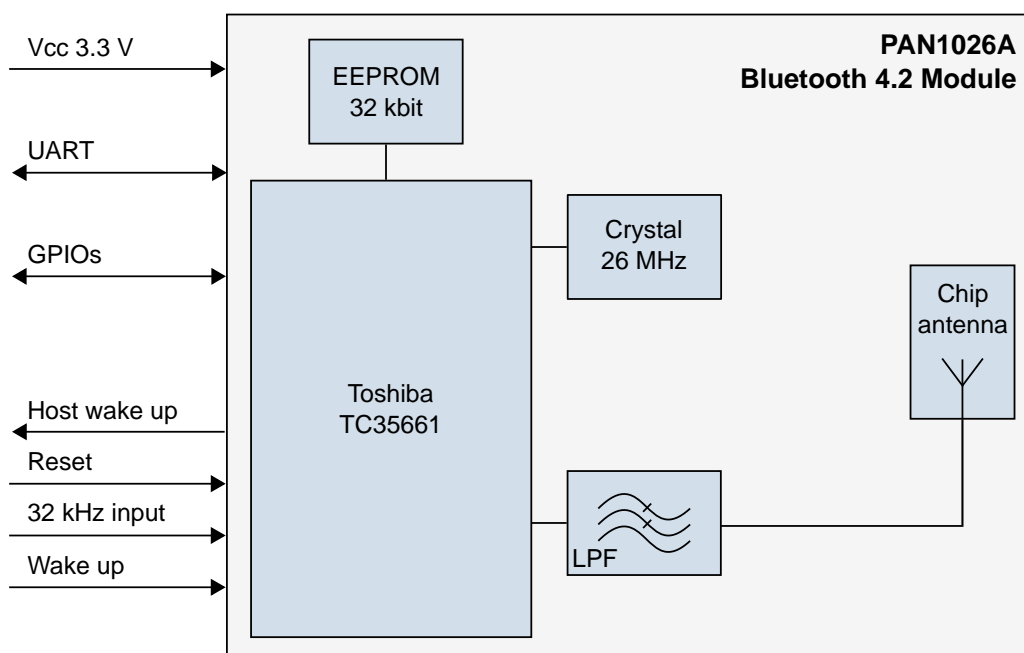 Vcc 3.3 V
UART
GPIOs
Host wake up
Reset
32 kHz input
Wake up
PAN1026A
Bluetooth 4.2 Module
EEPROM
32 kbit
Crystal
26 MHz
Chip
antenna
Toshiba
TC35661
LPF